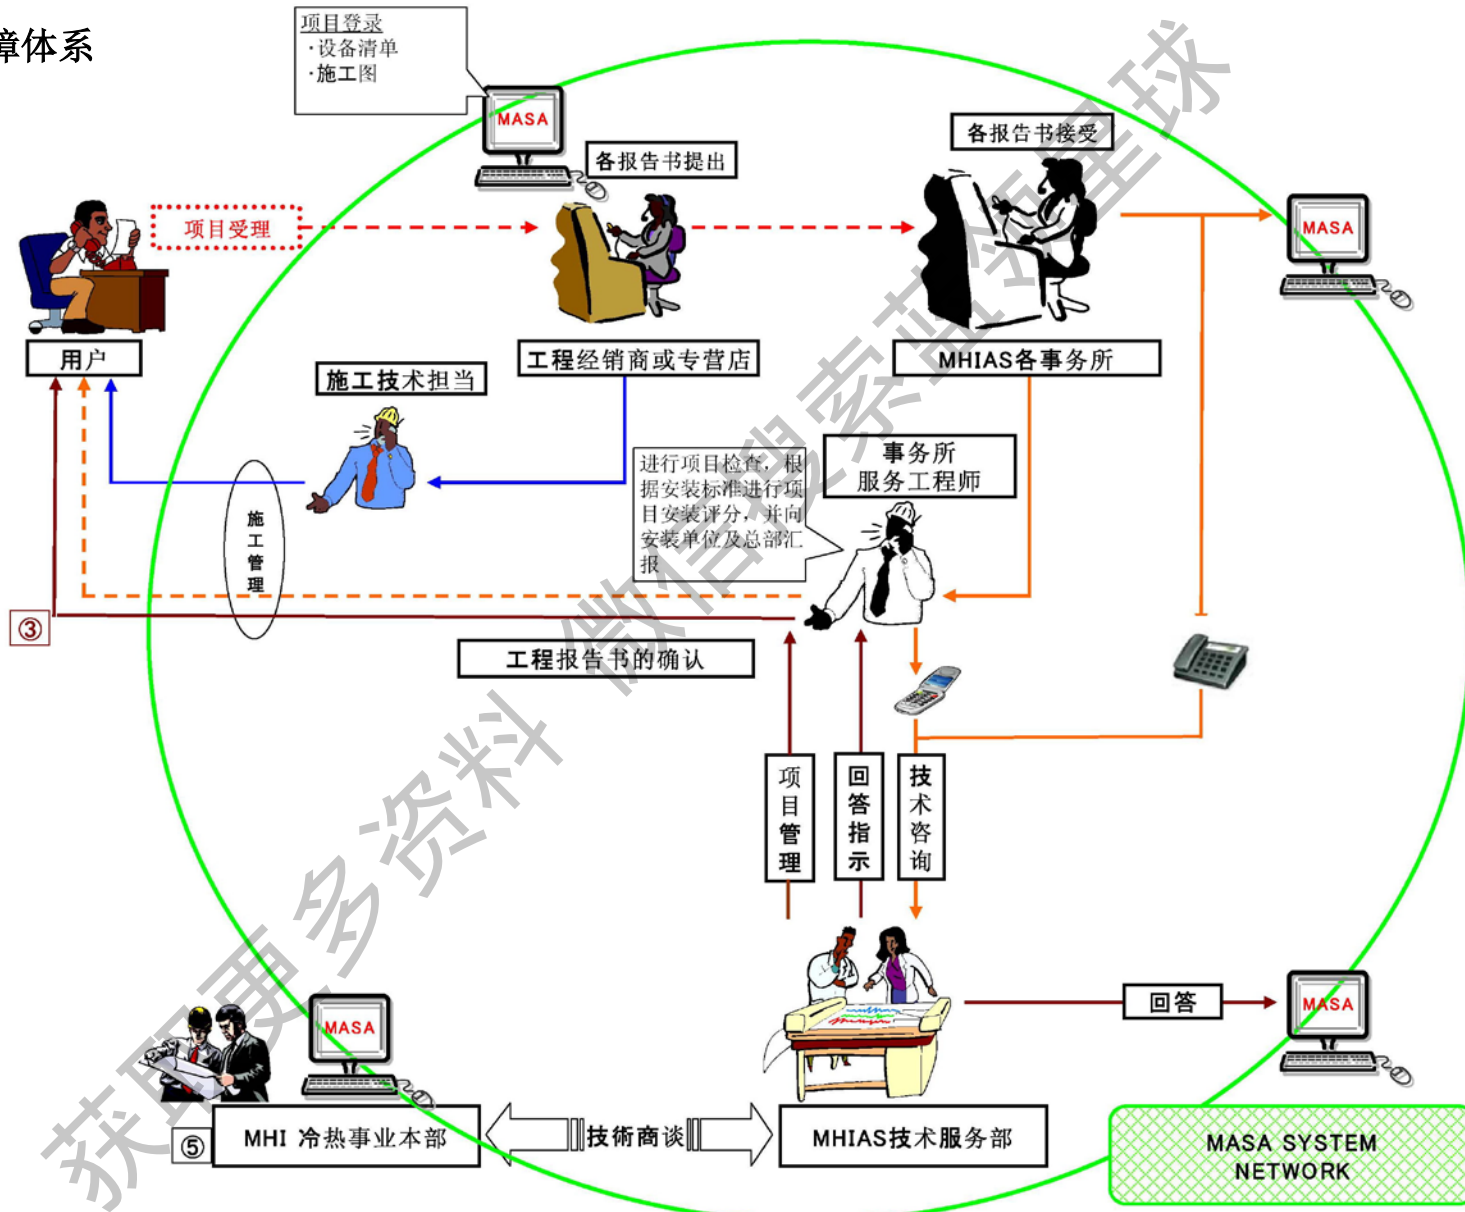 障体系
项目登录
·设备清单
·施工图
MASA
各报告书提出
各报告书接受
项目受理
MASA
用户
工程经销商或专营店
MHIAS各事务所
施工技术担当
进行项目检查，根
据安装标准进行项
目安装评分，并向
安装单位及总部汇
报
事务所
服务工程师
施
工
管
理
③
工程报告书的确认
项
目
管
理
回
答
指
示
技
术
咨
询
MASA
回答
MASA
⑤
MHI 冷热事业本部
技術商谈
MHIAS技术服务部
MASA SYSTEM
NETWORK
获取更多资料 微信搜索蓝领星球